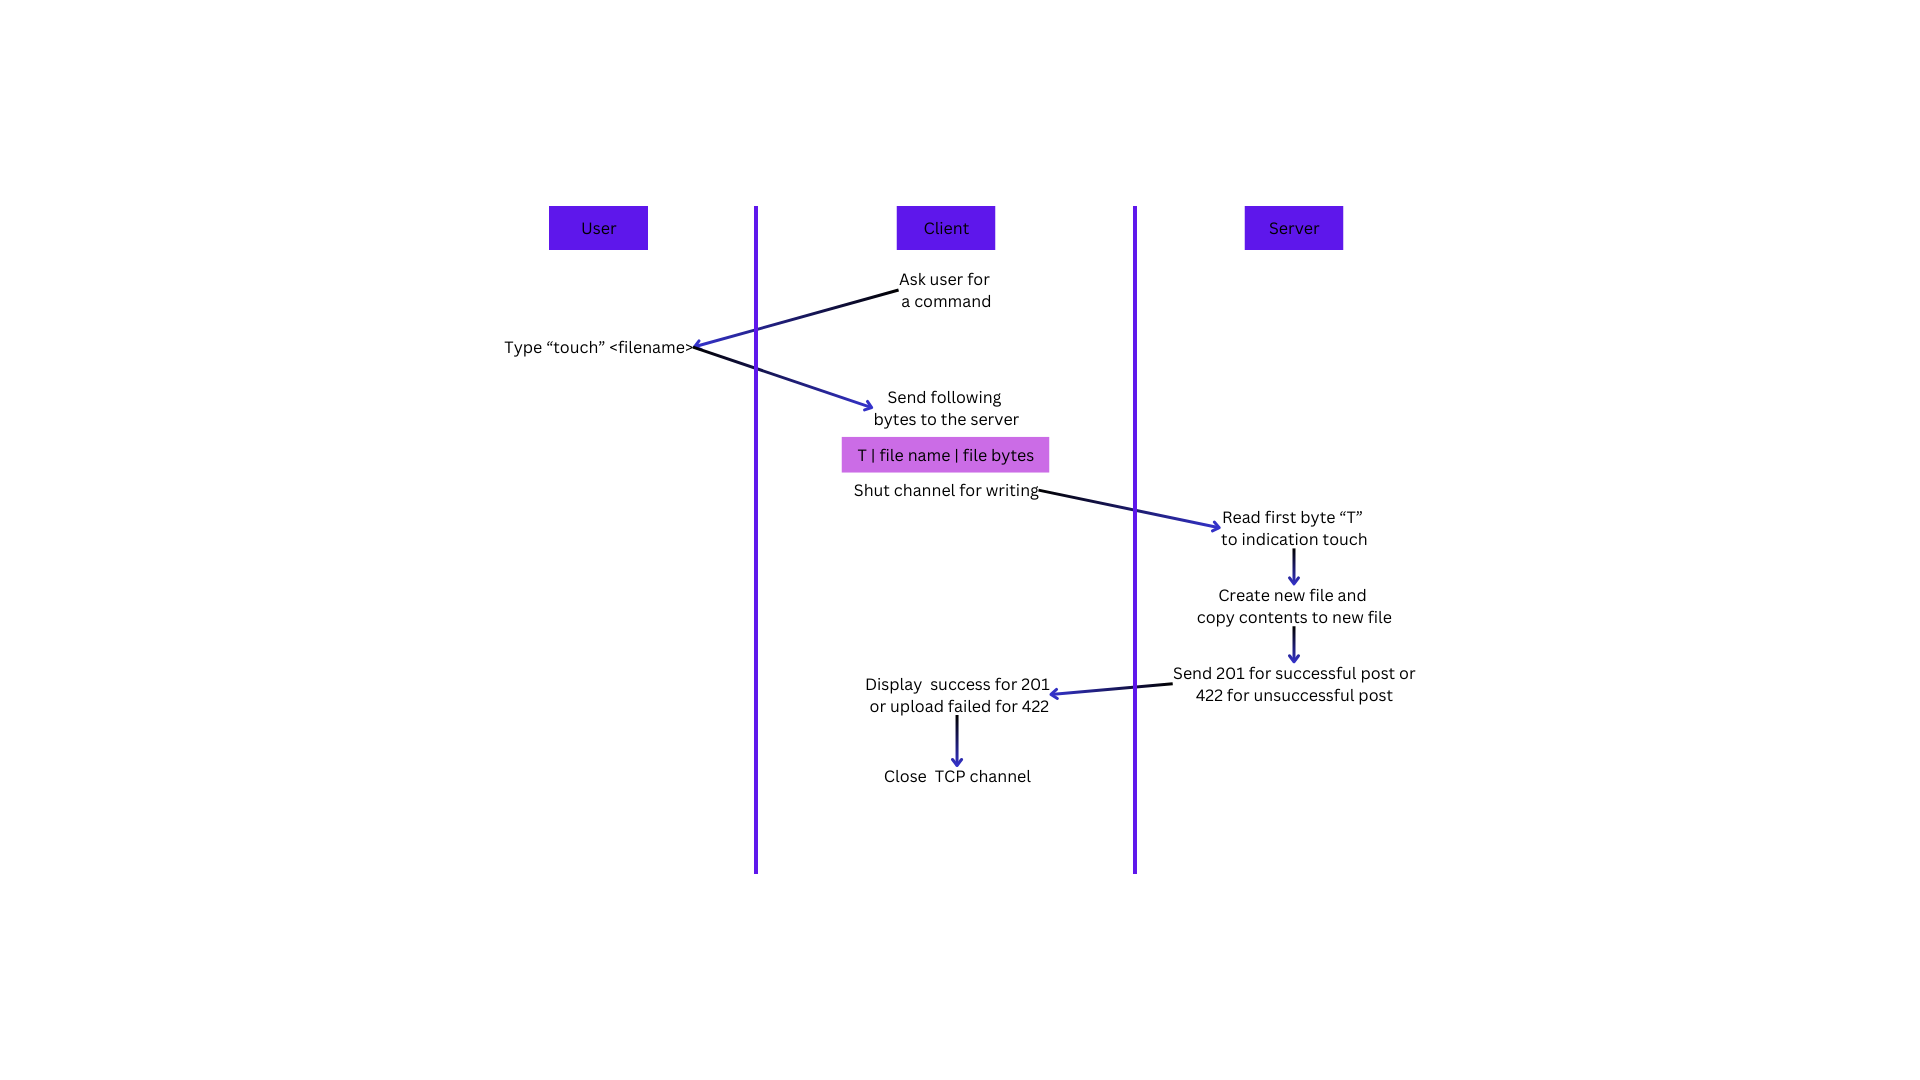 User
Client
Server
Ask user for
a command
Type “touch” <filename>
Send following
bytes to the server
T | file name | file bytes
Shut channel for writing
Read first byte “T”
to indication touch
Create new file and
copy contents to new file
Send 201 for successful post or
422 for unsuccessful post
Display  success for 201
or upload failed for 422
Close  TCP channel